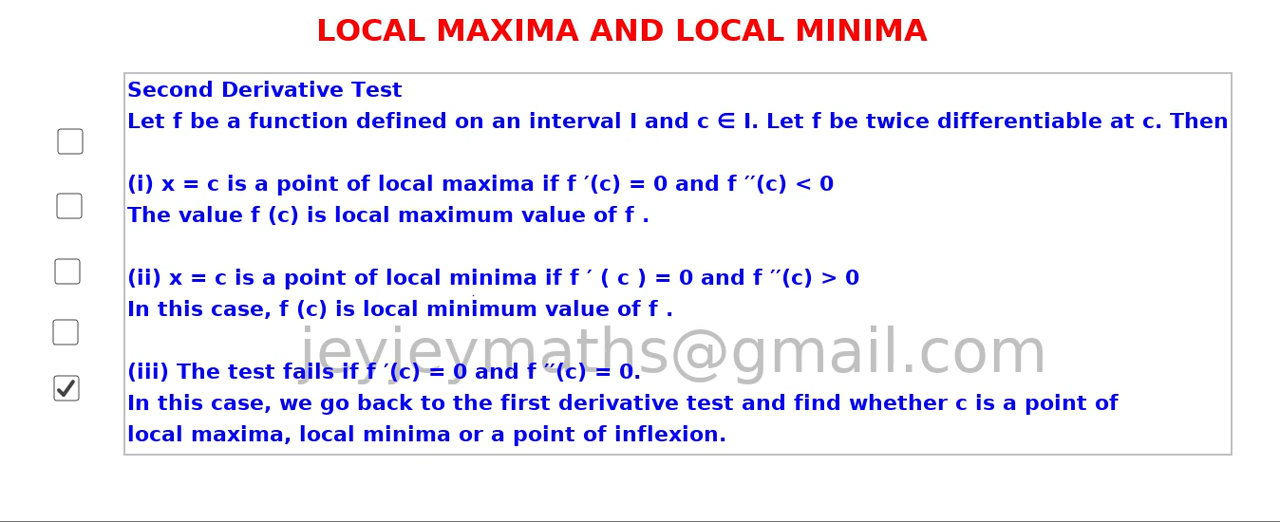 LOCAL MAXIMA AND LOCAL MINIMA
Second Derivative Test
Let f be a function defined on an interval I and c ∈ I. Let f be twice differentiable at c. Then
(i) x = c is a point of local maxima if f ′(c) = 0 and f ′′(c) < 0
The value f (c) is local maximum value of f .
(ii) x = c is a point of local minima if f ′ ( c ) = 0 and f ′′(c) > 0
In this case, f (c) is local minimum value of f .
jeyjeymaths@gmail.com
(iii) The test fails if f ′(c) = 0 and f ′′(c) = 0.
In this case, we go back to the first derivative test and find whether c is a point of
local maxima, local minima or a point of inflexion.